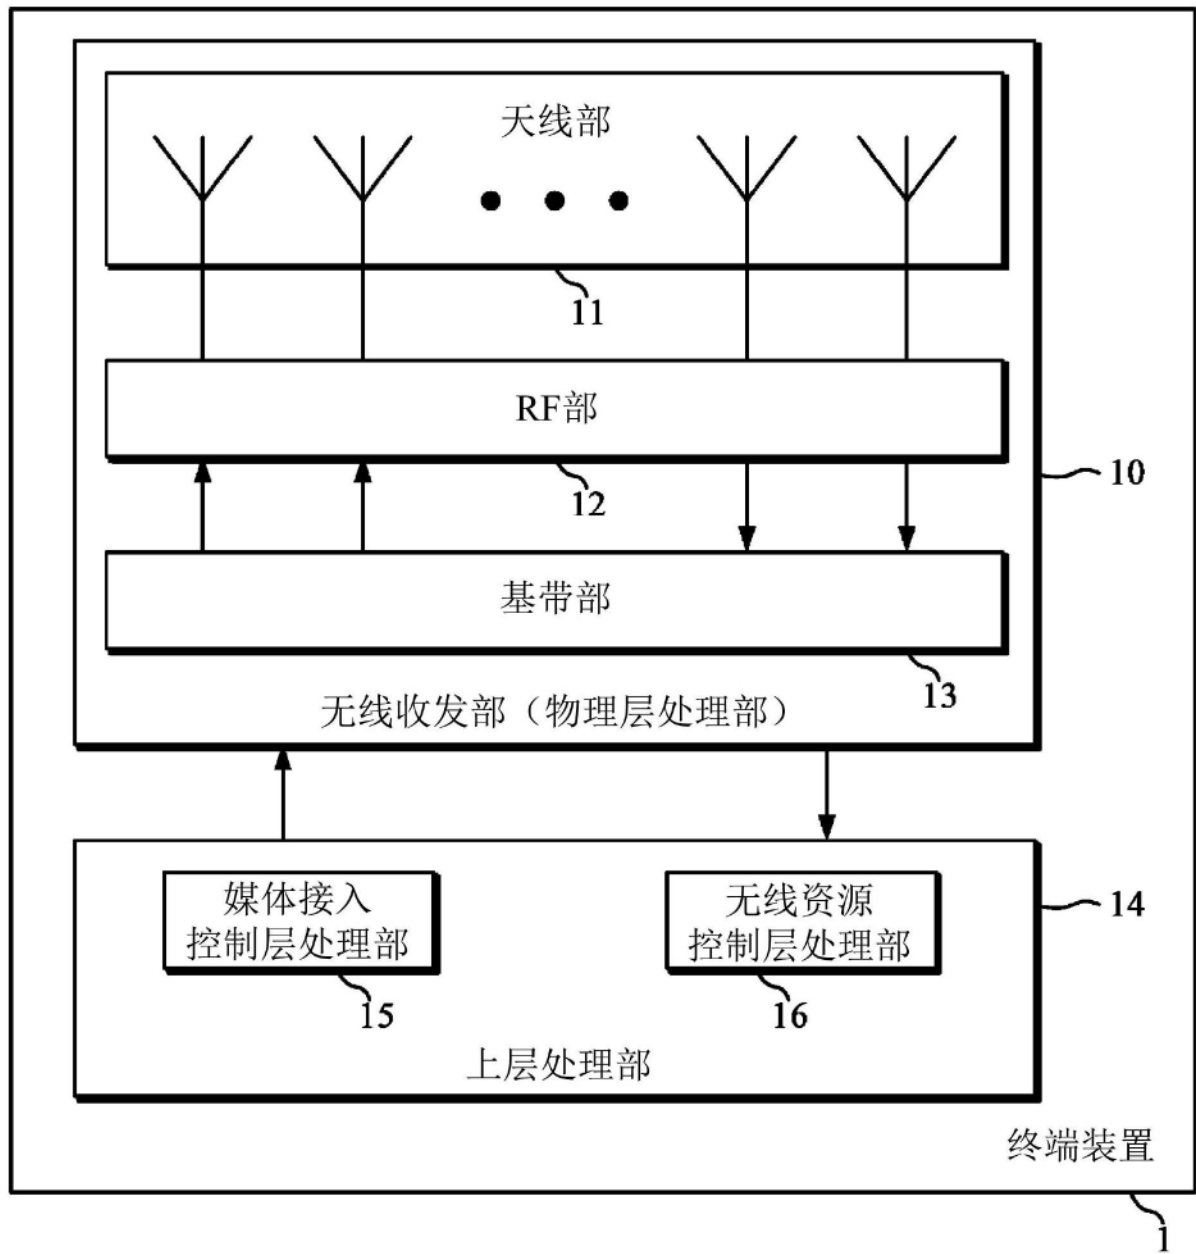 天线部
11
RF部
12
10
基带部
13
无线收发部（物理层处理部）
媒体接入
控制层处理部
15
无线资源
控制层处理部
16
14
上层处理部
终端装置
1